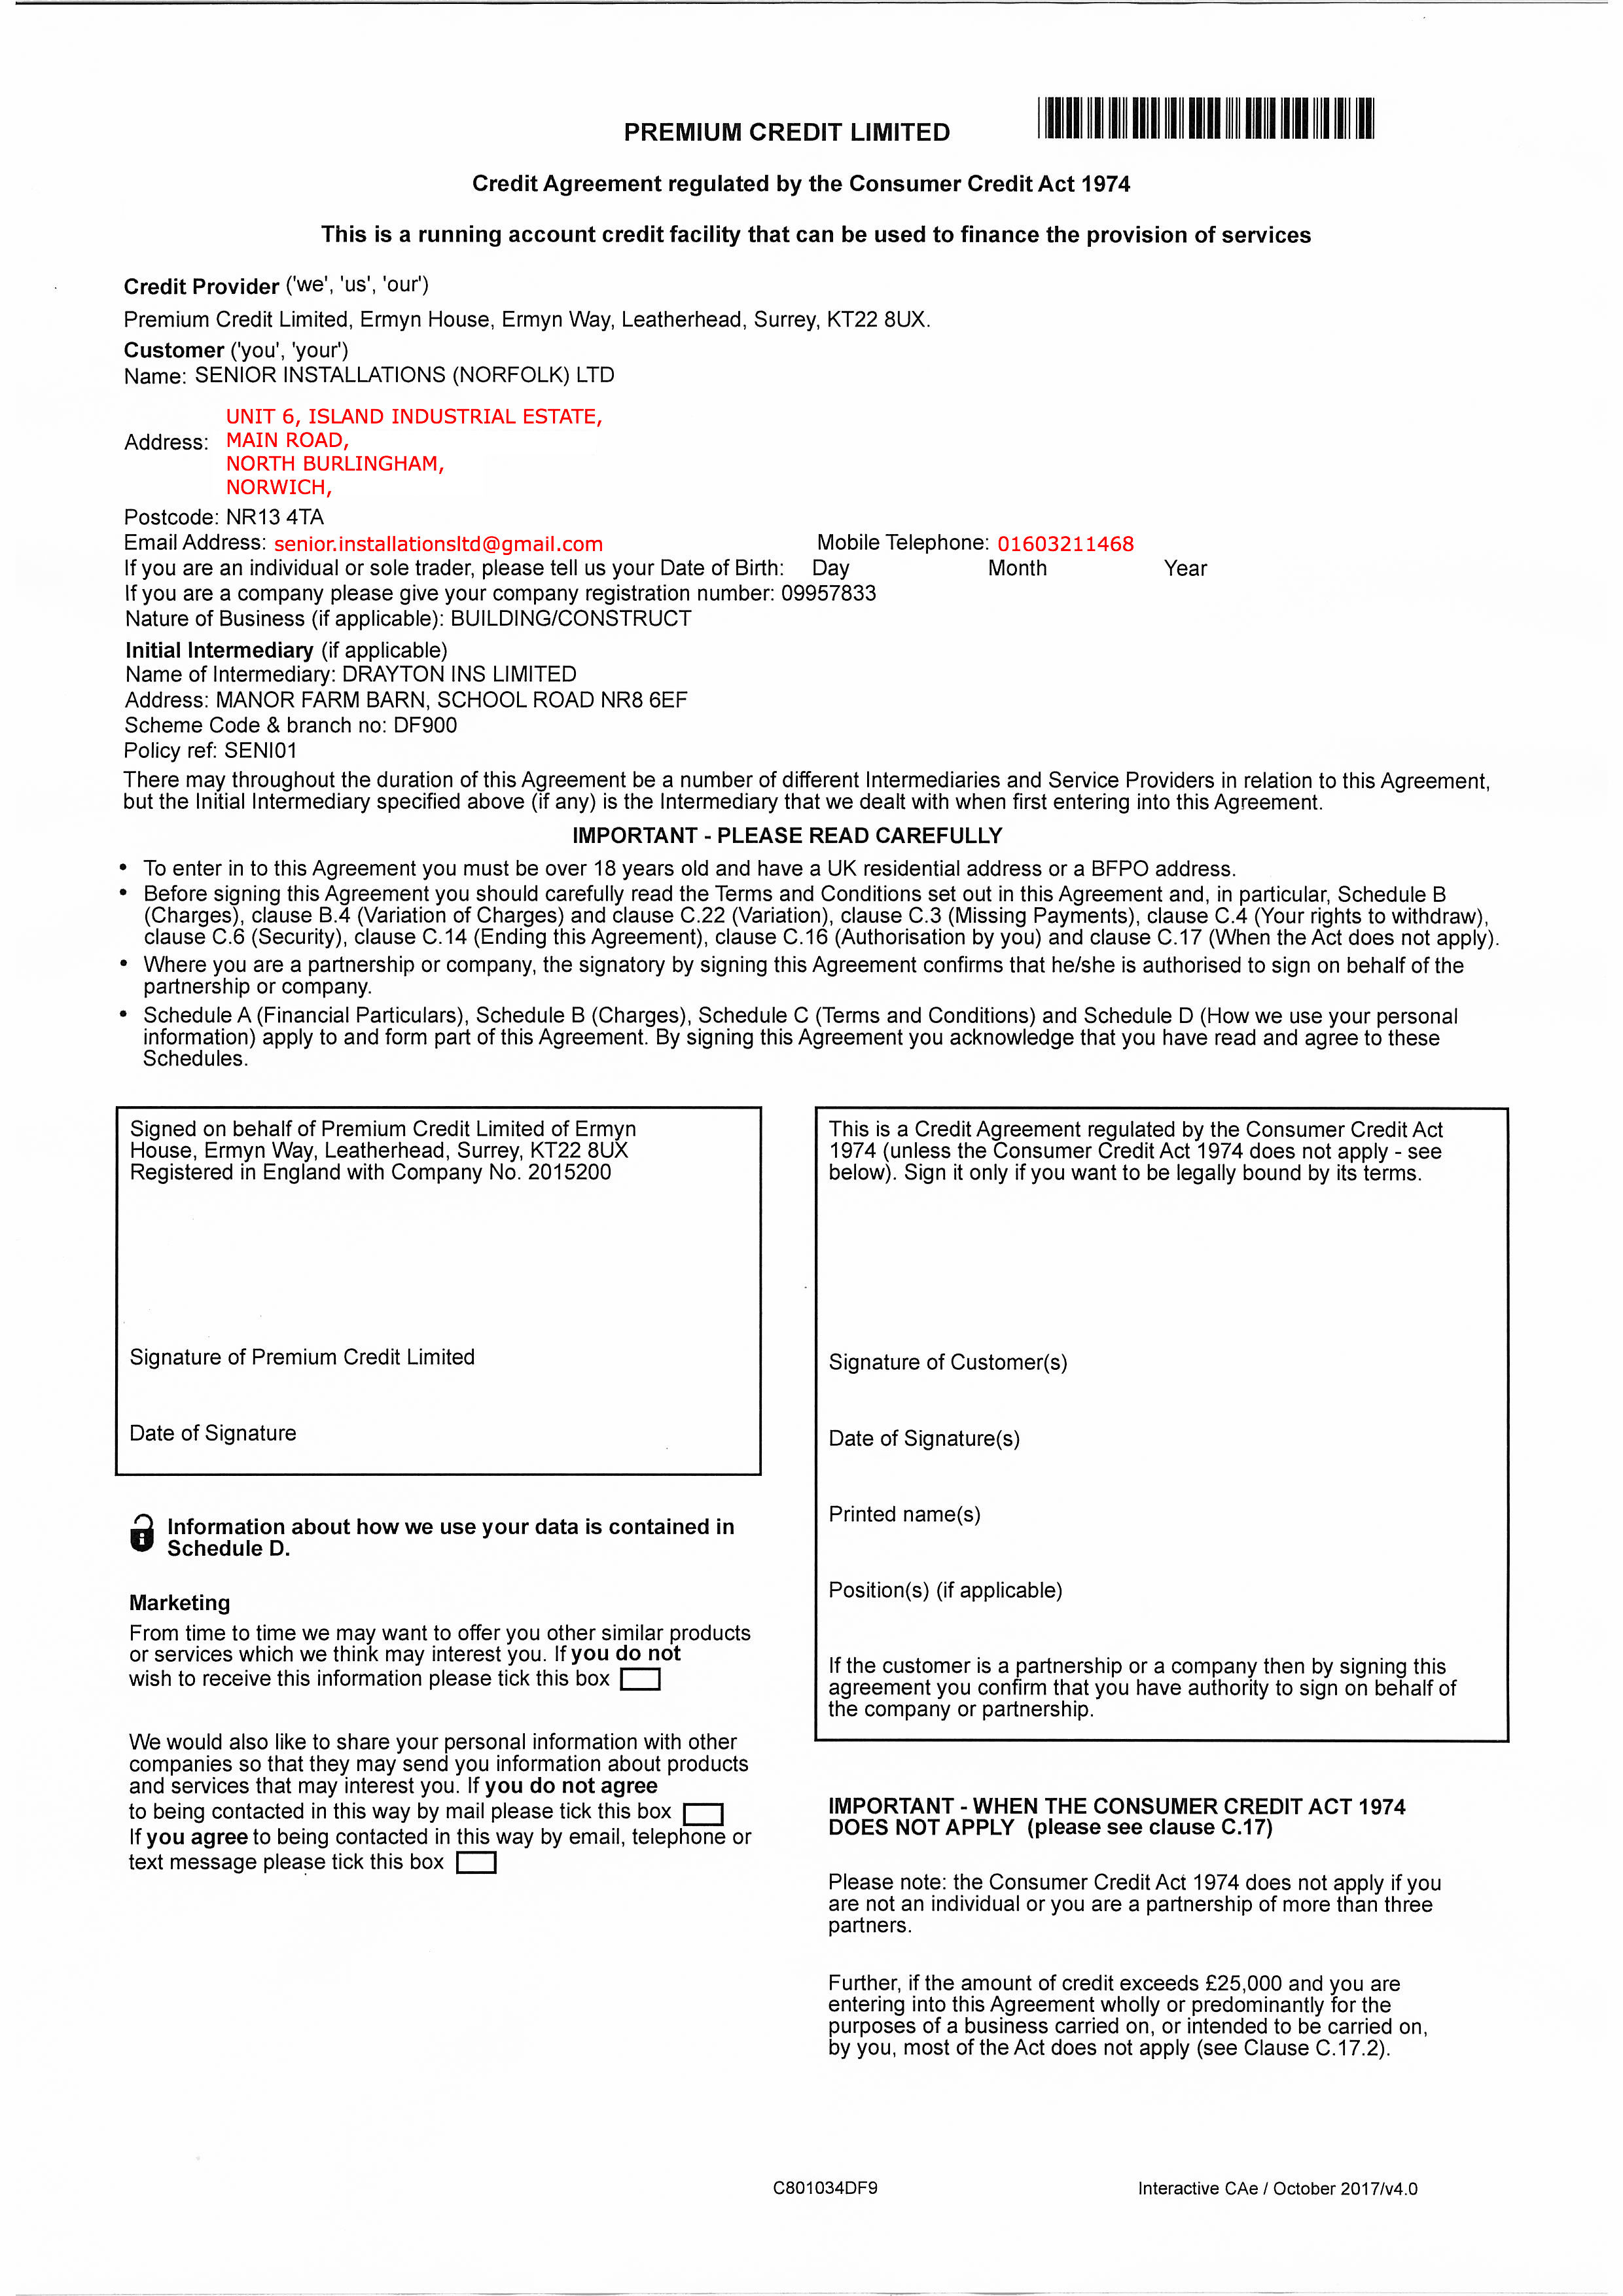 PREMIUM CREDIT LIMITED
Credit Agreement regulated by the Consumer Credit Act 1974
This is a running account credit facility that can be used to finance the provision of services
Credit Provider ('we', 'us', 'our')
Premium Credit Limited, Ermyn House, Ermyn Way, Leatherhead, Surrey, KT22 8UX.
Customer ('you', 'your')
Name: SENIOR INSTALLATIONS (NORFOLK) LTD
UNIT 6, ISLAND INDUSTRIAL ESTATE,
Address: MAIN ROAD,
NORTH BURLINGHAM,
NORWICH,
Postcode: NR13 4TA
Email Address: senior.installationsltd@gmail.com Mobile Telephone: 01603211468
If you are an individual or sole trader, please tell us your Date of Birth: Day Month Year
If you are a company please give your company registration number: 09957833
Nature of Business (if applicable): BUILDING/CONSTRUCT
Initial Intermediary (if applicable)
Name of Intermediary: DRAYTON INS LIMITED
Address: MANOR FARM BARN, SCHOOL ROAD NR8 6EF
Scheme Code & branch no: DF900
Policy ref: SENI01
There may throughout the duration of this Agreement be a number of different Intermediaries and Service Providers in relation to this Agreement,
but the Initial Intermediary specified above (if any) is the Intermediary that we dealt with when first entering into this Agreement.
IMPORTANT - PLEASE READ CAREFULLY
• To enter in to this Agreement you must be over 18 years old and have a UK residential address or a BFPO address.
• Before signing this Agreement you should carefully read the Terms and Conditions set out in this Agreement and, in particular, Schedule B
(Charges), clause B.4 (Variation of Charges) and clause C.22 (Variation), clause C.3 (Missing Payments), clause C.4 (Your rights to withdraw),
clause C.6 (Security), clause C.14 (Ending this Agreement), clause C.16 (Authorisation by you) and clause C.17 (When the Act does not apply).
• Where you are a partnership or company, the signatory by signing this Agreement confirms that he/she is authorised to sign on behalf of the
partnership or company.
• Schedule A (Financial Particulars), Schedule B (Charges), Schedule C (Terms and Conditions) and Schedule D (How we use your personal
information) apply to and form part of this Agreement. By signing this Agreement you acknowledge that you have read and agree to these
Schedules.
Signed on behalf of Premium Credit Limited of Ermyn
House, Ermyn Way, Leatherhead, Surrey, KT22 8UX
Registered in England with Company No. 2015200
Signature of Premium Credit Limited
Date of Signature
Information about how we use your data is contained in
Schedule D.
Marketing
From time to time we may want to offer you other similar products
or services which we think may interest you. If you do not
wish to receive this information please tick this box
We would also like to share your personal information with other
companies so that they may send you information about products
and services that may interest you. If you do not agree
to being contacted in this way by mail please tick this box
If you agree to being contacted in this way by email, telephone or
text message please tick this box
This is a Credit Agreement regulated by the Consumer Credit Act
1974 (unless the Consumer Credit Act 1974 does not apply - see
below). Sign it only if you want to be legally bound by its terms.
Signature of Customer(s)
Date of Signature(s)
Printed name(s)
Position(s) (if applicable)
If the customer is a partnership or a company then by signing this
agreement you confirm that you have authority to sign on behalf of
the company or partnership.
IMPORTANT - WHEN THE CONSUMER CREDIT ACT 1974
DOES NOT APPLY (please see clause C.17)
Please note: the Consumer Credit Act 1974 does not apply if you
are not an individual or you are a partnership of more than three
partners.
Further, if the amount of credit exceeds £25,000 and you are
entering into this Agreement wholly or predominantly for the
purposes of a business carried on, or intended to be carried on,
by you, most of the Act does not apply (see Clause C.17.2).
C801034DF9 Interactive CAe / October 2017/v4.0